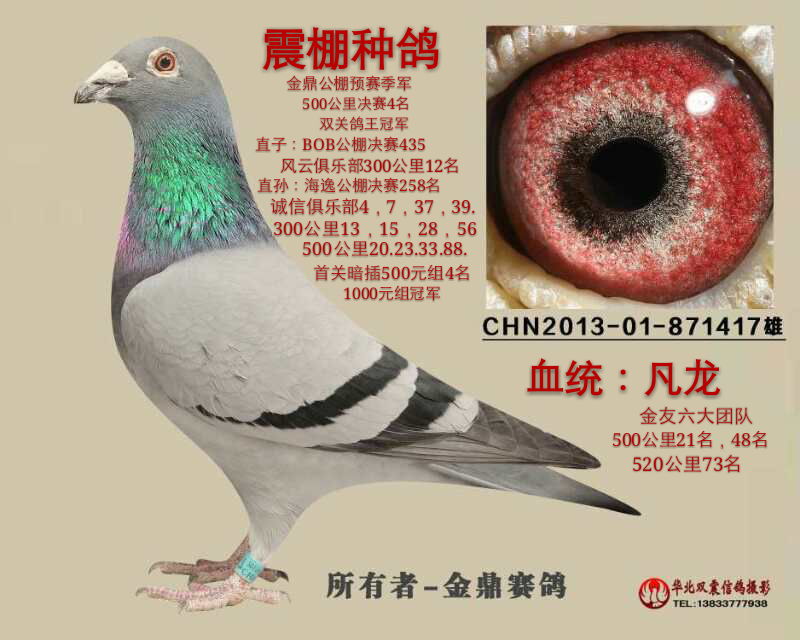 震棚种鸽
金鼎公棚预赛季军
500公里决赛4名
双关鸽王冠军
直子：BOB公棚决赛435
风云俱乐部300公里12名
直孙：海逸公棚决赛258名
诚信俱乐部4，7，37，39.
300公里13，15，28，56
500公里20.23.33.88.
首关暗插500元组4名
1000元组冠军
CHN2013-01-871417雄
血统：凡龙
金友六大团队
500公里21名，48名
520公里73名
所有者-金鼎赛鸽
华北双震信鸽摄影
TEL:13833777938